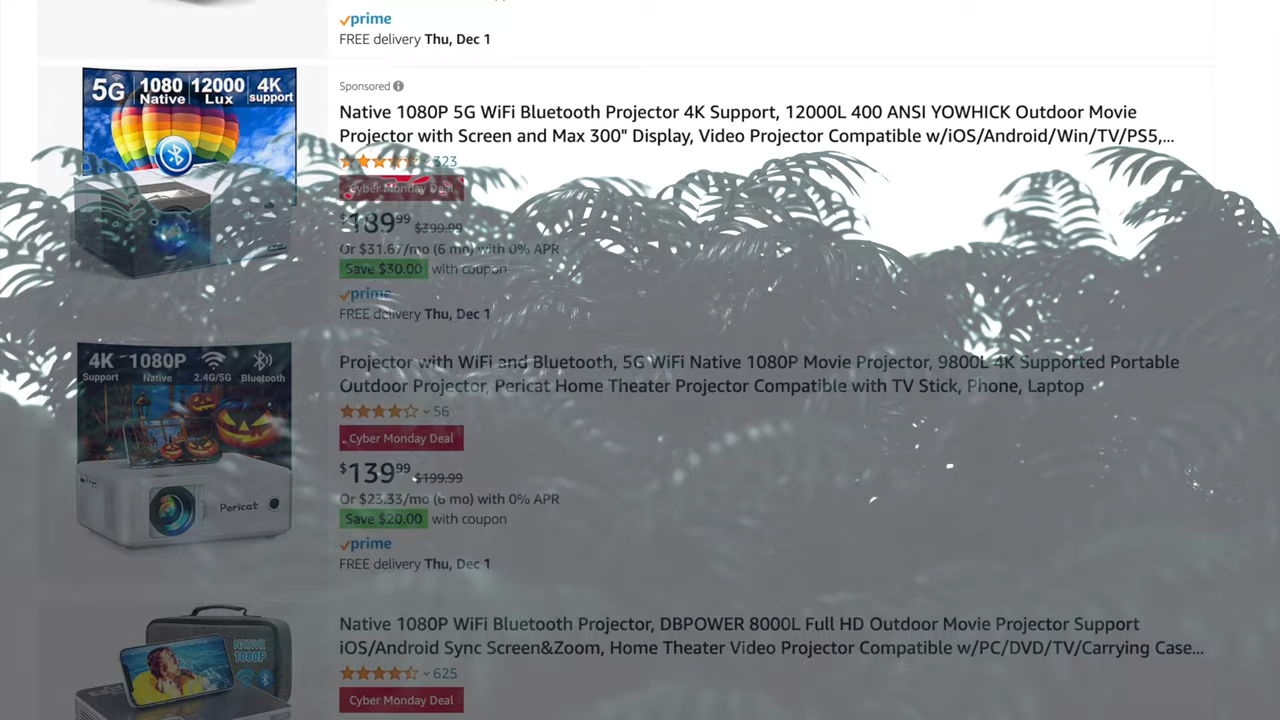 prime
FREE delivery Thu, Dec 1
5G
1080 Native
12000 Lux
4K support
Sponsored
Native 1080P 5G WiFi Bluetooth Projector 4K Support, 12000L 400 ANSI YOWHICK Outdoor Movie
Projector with Screen and Max 300" Display, Video Projector Compatible w/iOS/Android/Win/TV/PS5,...
323
Cyber Monday Deal
$189.99 $399.99
Or $31.67/mo (6 mo) with 0% APR
Save $30.00 with coupon
prime
FREE delivery Thu, Dec 1
4K Support
1080P Native
2.4G/5G
Bluetooth
Pericat
Projector with WiFi and Bluetooth, 5G WiFi Native 1080P Movie Projector, 9800L 4K Supported Portable
Outdoor Projector, Pericat Home Theater Projector Compatible with TV Stick, Phone, Laptop
56
Cyber Monday Deal
$139.99 $199.99
Or $23.33/mo (6 mo) with 0% APR
Save $20.00 with coupon
prime
FREE delivery Thu, Dec 1
NATIVE
1080P
Native 1080P WiFi Bluetooth Projector, DBPOWER 8000L Full HD Outdoor Movie Projector Support
iOS/Android Sync Screen&Zoom, Home Theater Video Projector Compatible w/PC/DVD/TV/Carrying Case...
625
Cyber Monday Deal